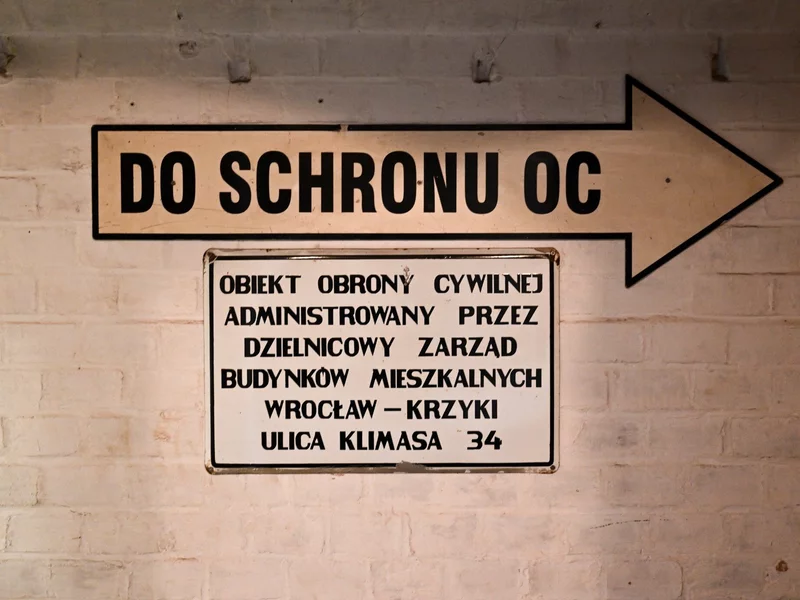 DO SCHRONU OC
OBIEKT OBRONY CYWILNEJ
ADMINISTROWANY PRZEZ
DZIELNICOWY ZARZĄD
BUDYNKÓW MIESZKALNYCH
WROCŁAW – KRZYKI
ULICA KLIMASA 34